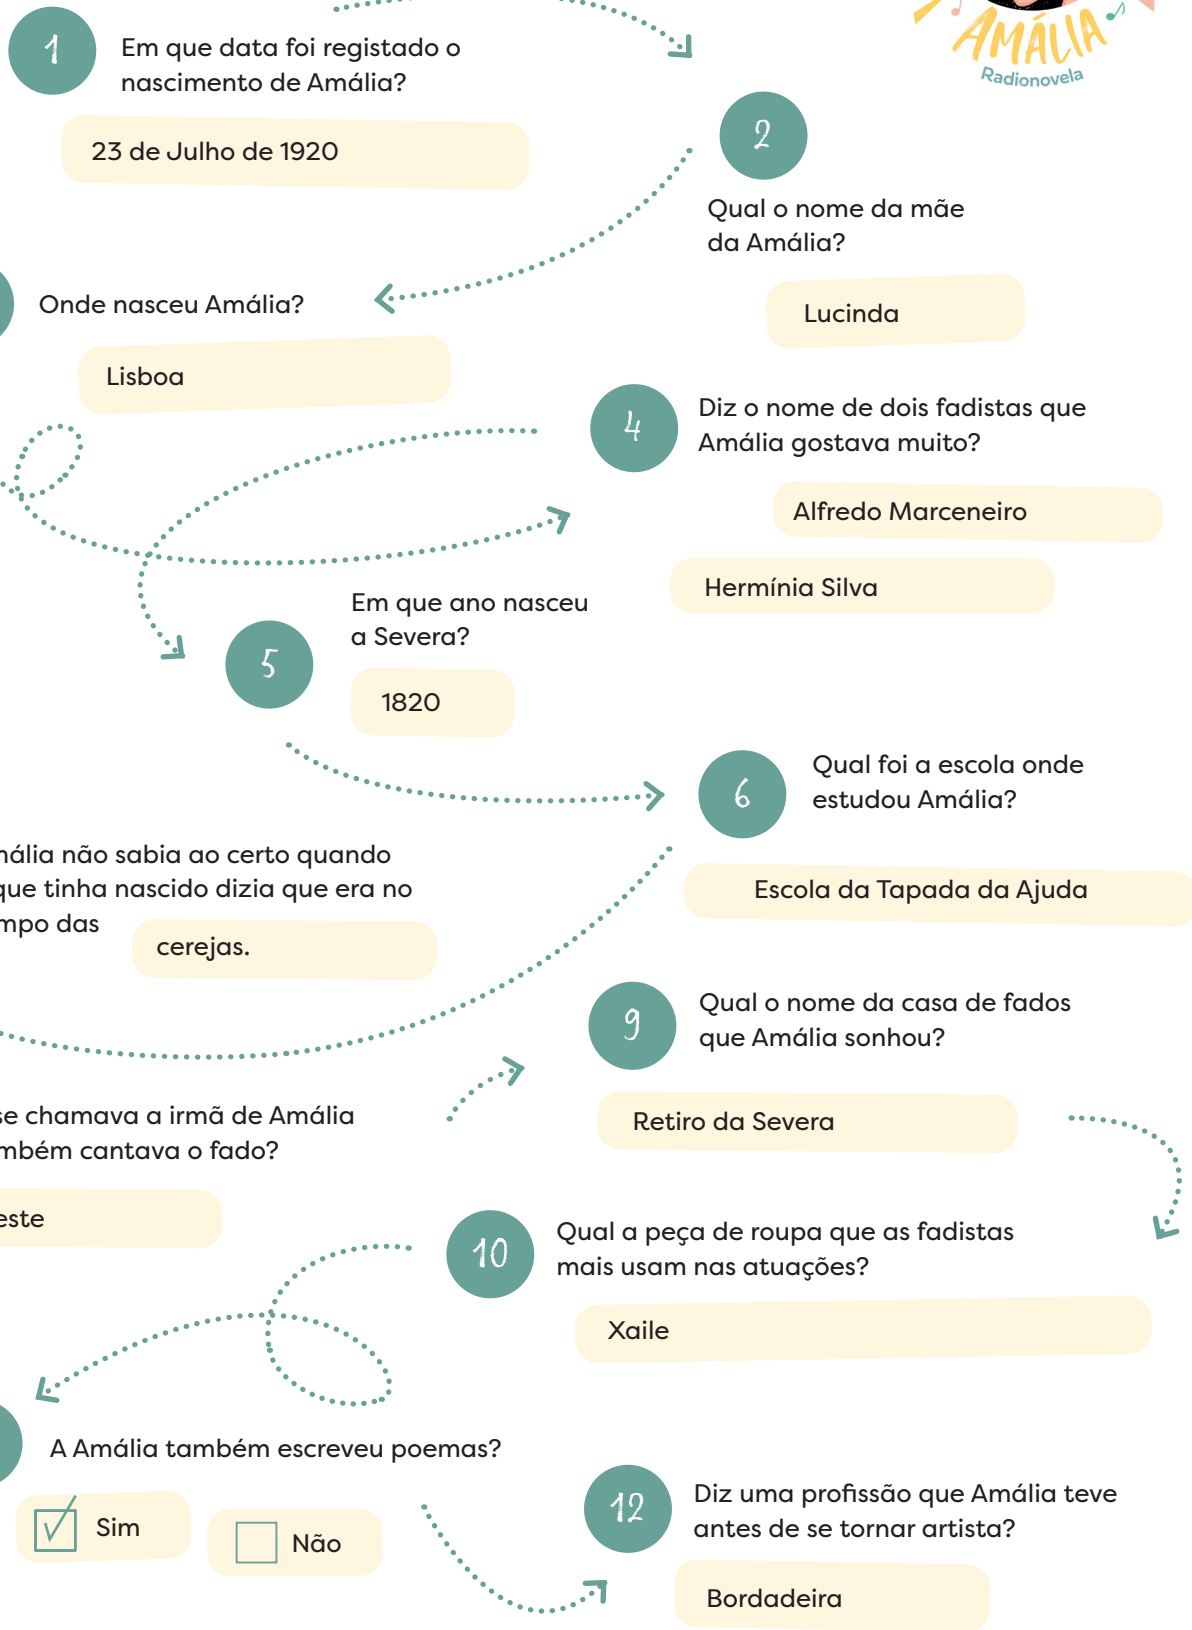 AMÁLIA
Radionovela
1
Em que data foi registado o
nascimento de Amália?
23 de Julho de 1920
2
Qual o nome da mãe
da Amália?
Lucinda
Onde nasceu Amália?
Lisboa
4
Diz o nome de dois fadistas que
Amália gostava muito?
Alfredo Marceneiro
Hermínia Silva
5
Em que ano nasceu
a Severa?
1820
6
Qual foi a escola onde
estudou Amália?
Escola da Tapada da Ajuda
nália não sabia ao certo quando
que tinha nascido dizia que era no
mpo das
cerejas.
se chamava a irmã de Amália
mbém cantava o fado?
este
9
Qual o nome da casa de fados
que Amália sonhou?
Retiro da Severa
10
Qual a peça de roupa que as fadistas
mais usam nas atuações?
Xaile
A Amália também escreveu poemas?
Sim
Não
12
Diz uma profissão que Amália teve
antes de se tornar artista?
Bordadeira